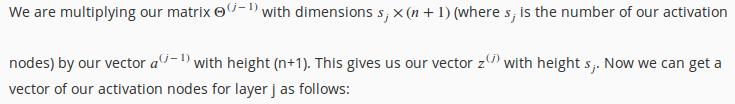 We are multiplying our matrix Θ^(j−1) with dimensions s_j × (n + 1) (where s_j is the number of our activation
nodes) by our vector a^(j−1) with height (n+1). This gives us our vector z^(j) with height s_j. Now we can get a
vector of our activation nodes for layer j as follows: